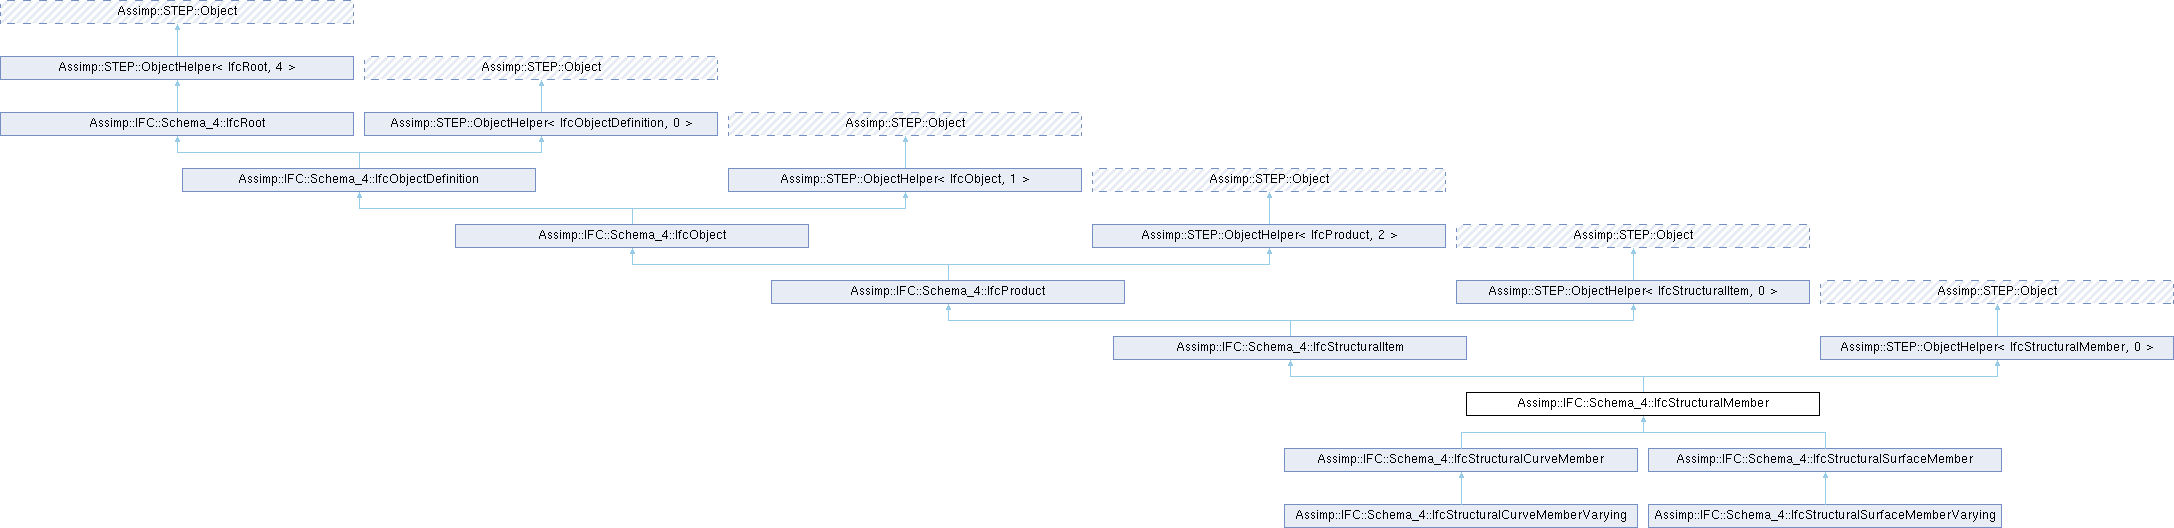 Assimp::STEP::Object
Assimp::STEP::ObjectHelper< IfcRoot, 4 >
Assimp::STEP::Object
Assimp::IFC::Schema_4::IfcRoot
Assimp::STEP::ObjectHelper< IfcObjectDefinition, 0 >
Assimp::STEP::Object
Assimp::IFC::Schema_4::IfcObjectDefinition
Assimp::STEP::ObjectHelper< IfcObject, 1 >
Assimp::STEP::Object
Assimp::IFC::Schema_4::IfcObject
Assimp::STEP::ObjectHelper< IfcProduct, 2 >
Assimp::STEP::Object
Assimp::IFC::Schema_4::IfcProduct
Assimp::STEP::ObjectHelper< IfcStructuralItem, 0 >
Assimp::STEP::Object
Assimp::IFC::Schema_4::IfcStructuralItem
Assimp::STEP::ObjectHelper< IfcStructuralMember, 0 >
Assimp::IFC::Schema_4::IfcStructuralMember
Assimp::IFC::Schema_4::IfcStructuralCurveMember
Assimp::IFC::Schema_4::IfcStructuralSurfaceMember
Assimp::IFC::Schema_4::IfcStructuralCurveMemberVarying
Assimp::IFC::Schema_4::IfcStructuralSurfaceMemberVarying